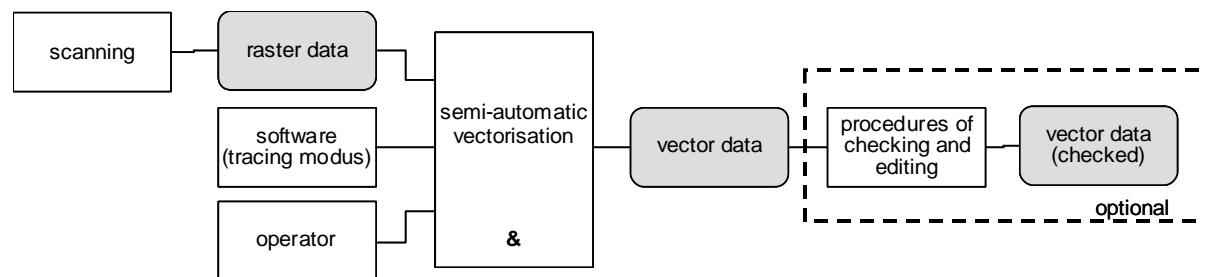 scanning
raster data
software
(tracing modus)
operator
semi-automatic
vectorisation
&
vector data
procedures of
checking and
editing
vector data
(checked)
optional